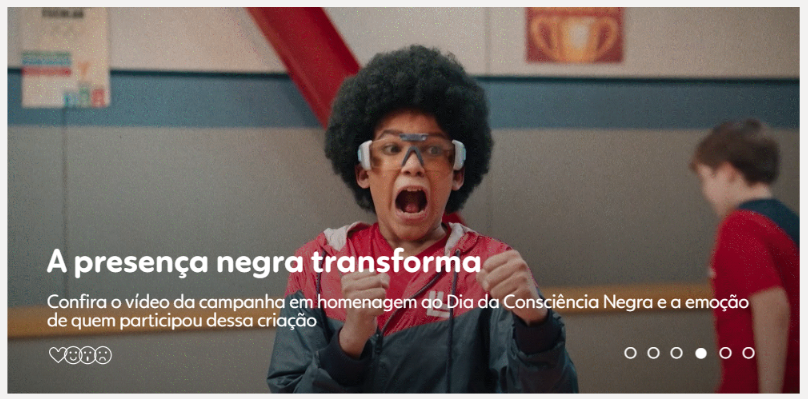 A presença negra transforma
Confira o vídeo da campanha em homenagem ao Dia da Consciência Negra e a emoção
de quem participou dessa criação